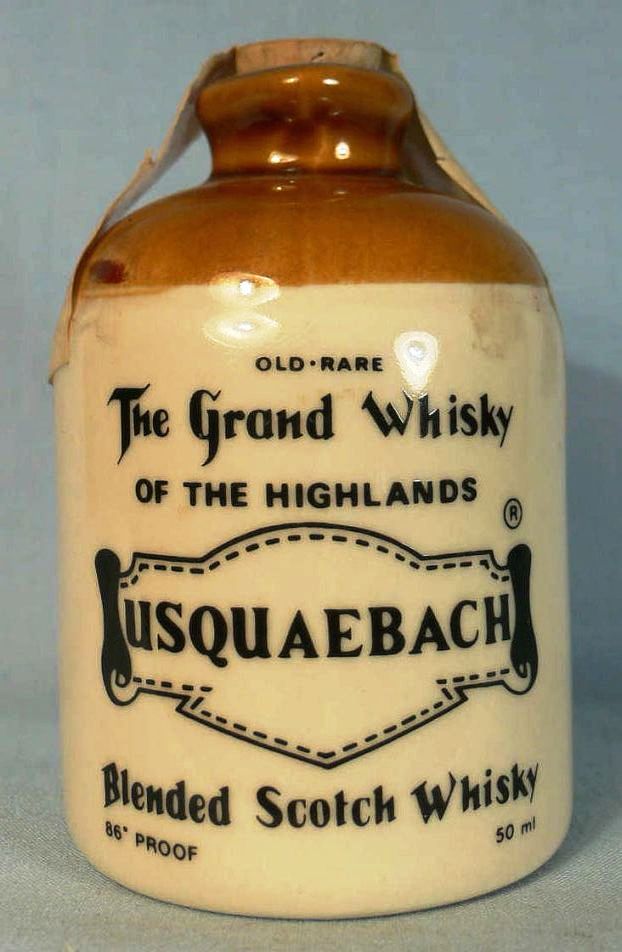 OLD·RARE
The Grand Whisky
OF THE HIGHLANDS
®
USQUAEBACH
Blended Scotch Whisky
86° PROOF
50 ml